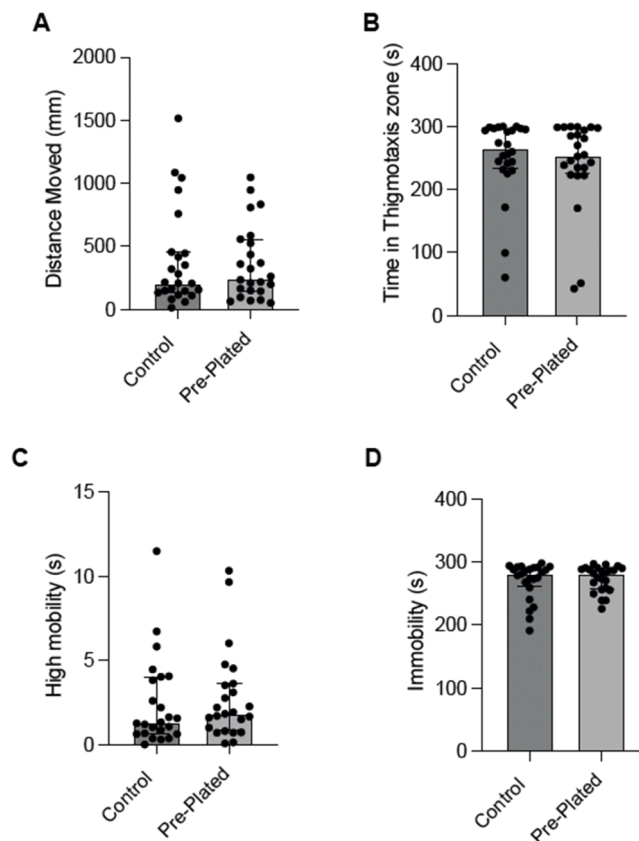 A
Distance Moved (mm)
2000
1500
1000
500
0
Control
Pre-Plated
B
Time in Thigmotaxis zone (s)
400
300
200
100
0
Control
Pre-Plated
C
High mobility (s)
15
10
5
0
Control
Pre-Plated
D
Immobility (s)
400
300
200
100
0
Control
Pre-Plated